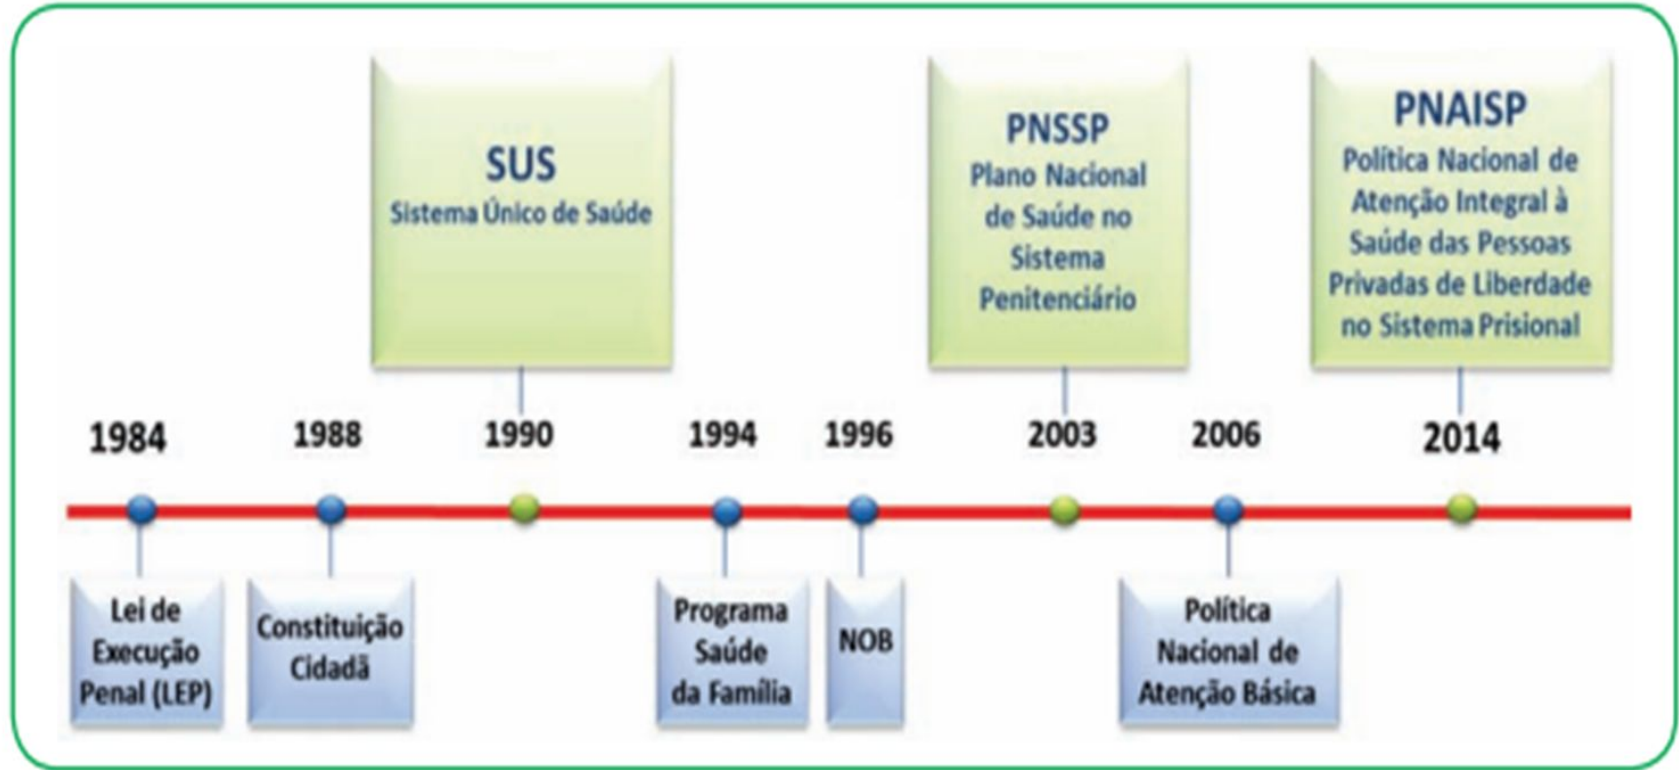 SUS
Sistema Único de Saúde
PNSSP
Plano Nacional
de Saúde no
Sistema
Penitenciário
PNAISP
Política Nacional de
Atenção Integral à
Saúde das Pessoas
Privadas de Liberdade
no Sistema Prisional
1984
1988
1990
1994
1996
2003
2006
2014
Lei de
Execução
Penal (LEP)
Constituição
Cidadã
Programa
Saúde
da Família
NOB
Política
Nacional de
Atenção Básica